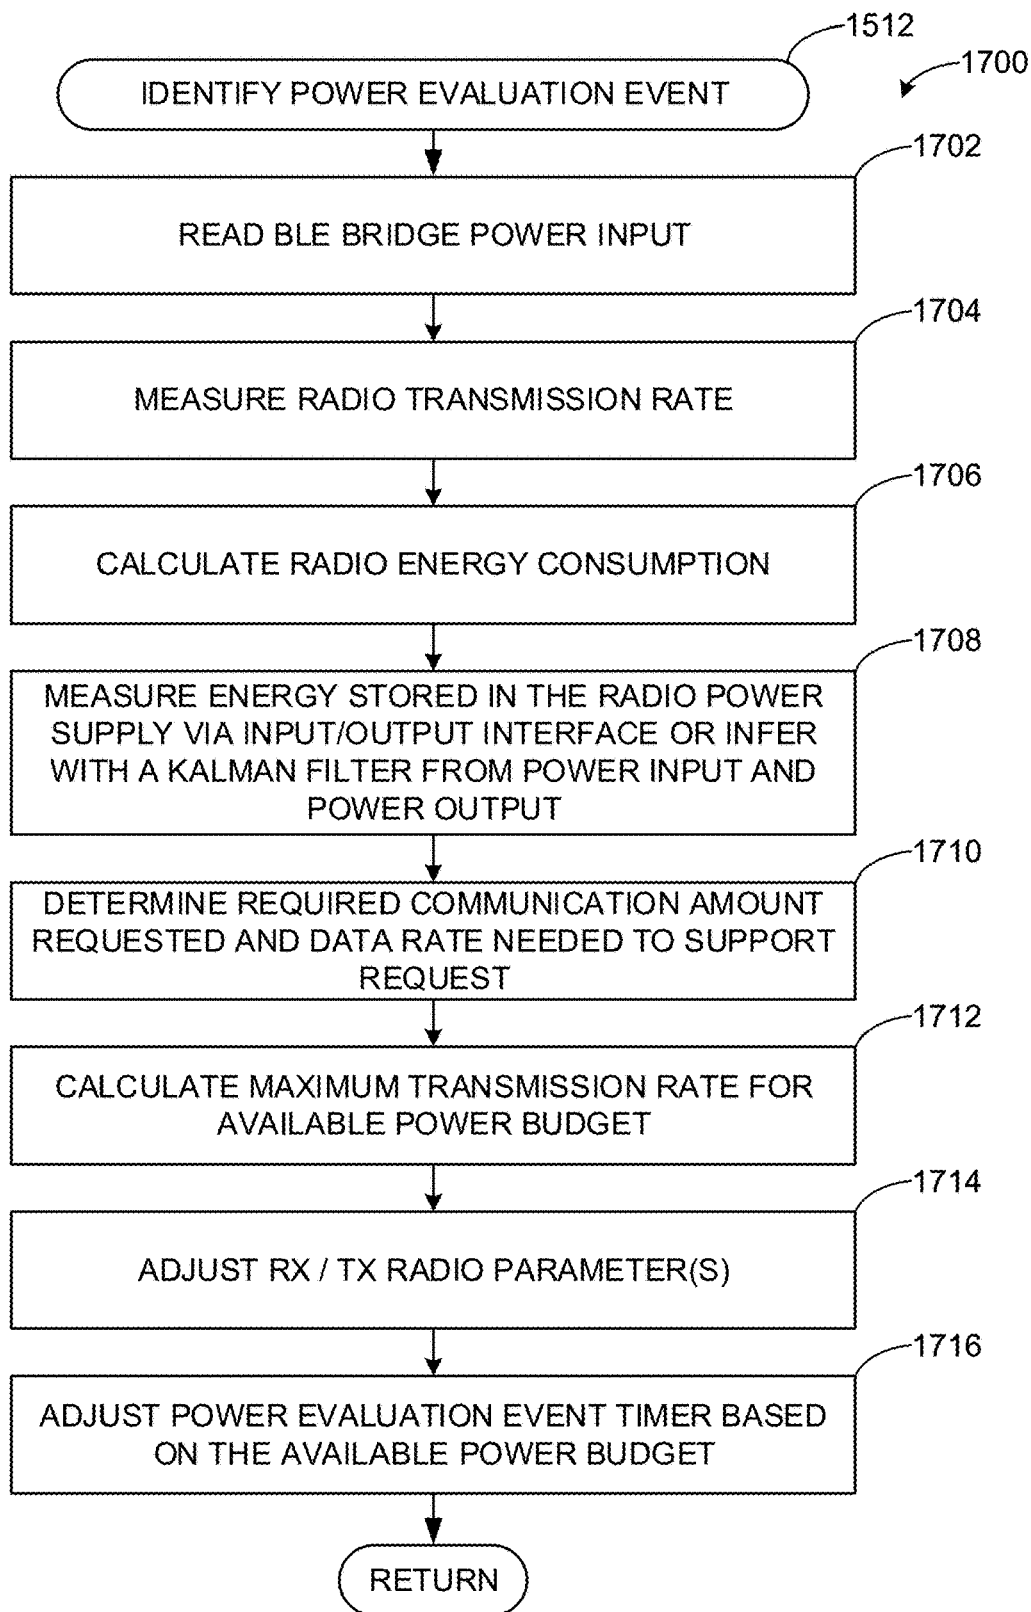 1512
1700
IDENTIFY POWER EVALUATION EVENT
1702
READ BLE BRIDGE POWER INPUT
1704
MEASURE RADIO TRANSMISSION RATE
1706
CALCULATE RADIO ENERGY CONSUMPTION
1708
MEASURE ENERGY STORED IN THE RADIO POWER
SUPPLY VIA INPUT/OUTPUT INTERFACE OR INFER
WITH A KALMAN FILTER FROM POWER INPUT AND
POWER OUTPUT
1710
DETERMINE REQUIRED COMMUNICATION AMOUNT
REQUESTED AND DATA RATE NEEDED TO SUPPORT
REQUEST
1712
CALCULATE MAXIMUM TRANSMISSION RATE FOR
AVAILABLE POWER BUDGET
1714
ADJUST RX / TX RADIO PARAMETER(S)
1716
ADJUST POWER EVALUATION EVENT TIMER BASED
ON THE AVAILABLE POWER BUDGET
RETURN